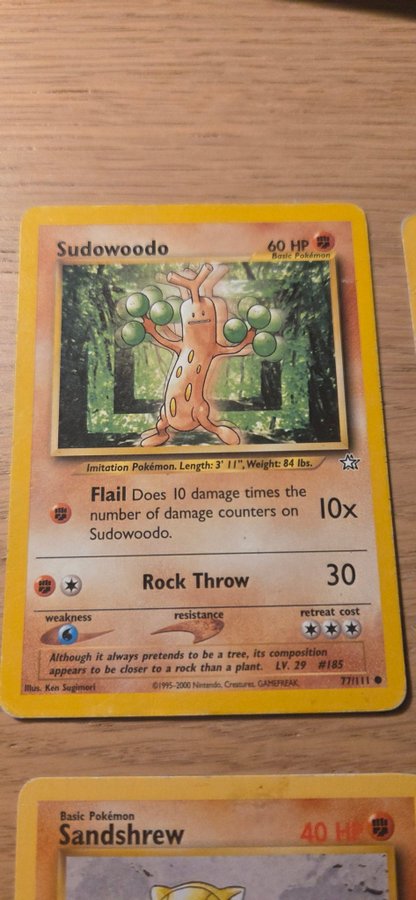 Sudowoodo 60 HP
Basic Pokémon
Imitation Pokémon. Length: 3' 11", Weight: 84 lbs.
Flail Does 10 damage times the
number of damage counters on
Sudowoodo.
10x
Rock Throw 30
weakness resistance retreat cost
Although it always pretends to be a tree, its composition
appears to be closer to a rock than a plant. LV. 29 #185
Illus. Ken Sugimori ©1995-2000 Nintendo, Creatures, GAMEFREAK. 77/111
Basic Pokémon
Sandshrew 40 HP